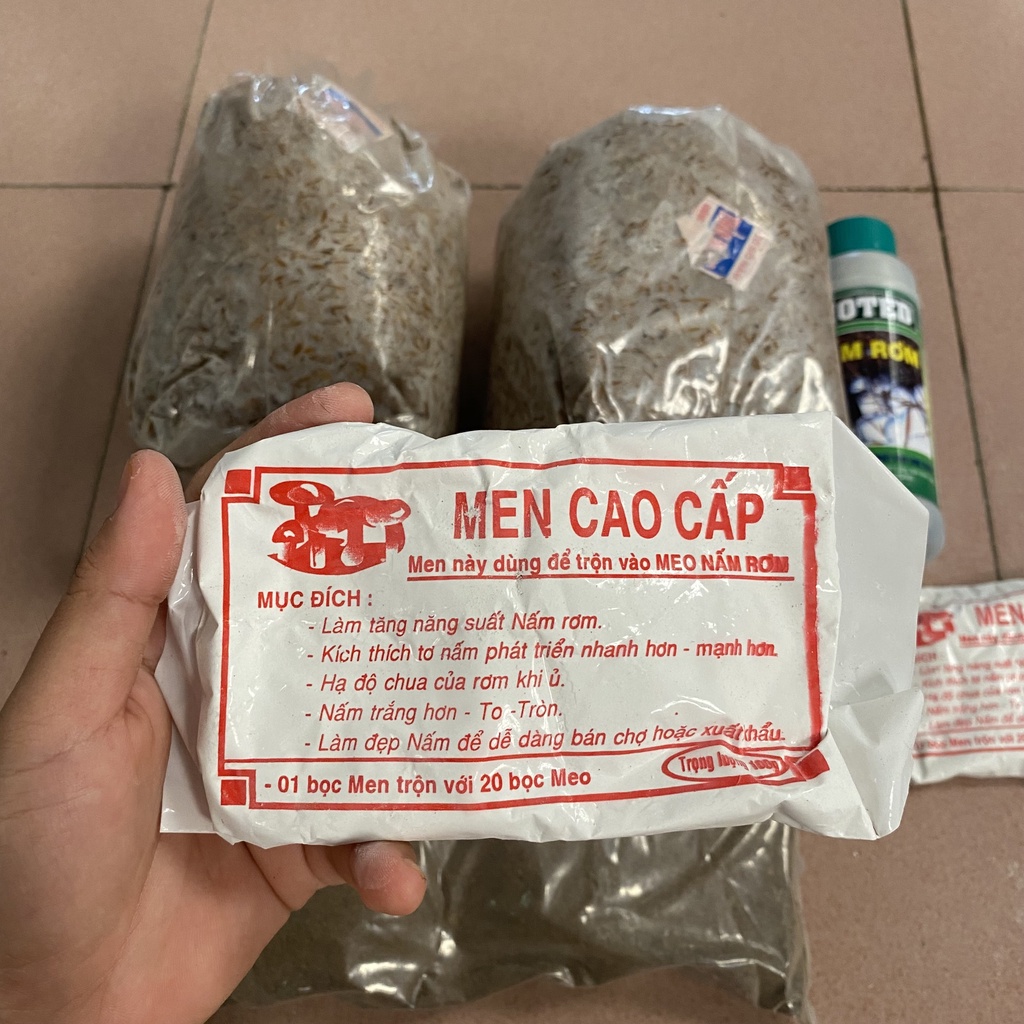 OTED
M RƠM
MEN CAO CẤP
Men này dùng để trộn vào MEO NẤM RƠM
MỤC ĐÍCH :
- Làm tăng năng suất Nấm rơm.
- Kích thích tơ nấm phát triển nhanh hơn - mạnh hơn.
- Hạ độ chua của rơm khi ủ.
- Nấm trắng hơn - To -Tròn.
- Làm đẹp Nấm để dễ dàng bán chợ hoặc xuất khẩu.
Trọng lượng 100g
- 01 bọc Men trộn với 20 bọc Meo
MEN